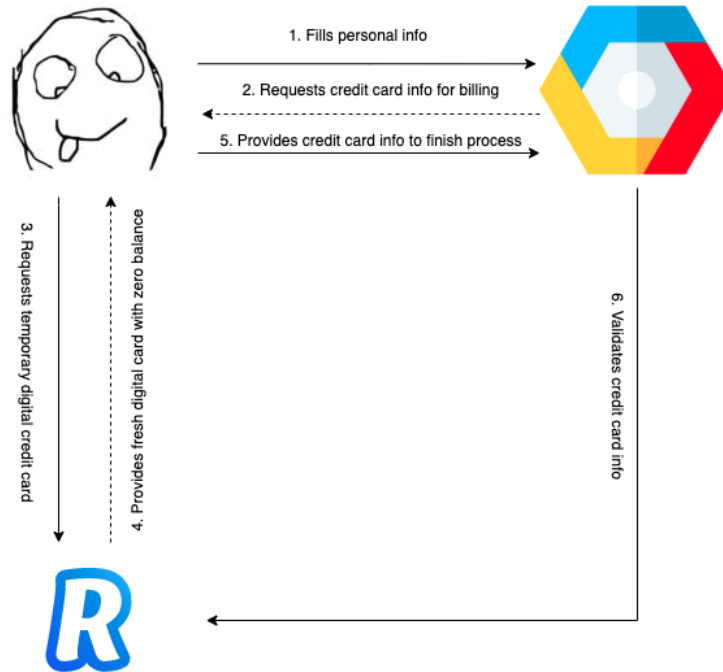 1. Fills personal info
2. Requests credit card info for billing
5. Provides credit card info to finish process
3. Requests temporary digital credit card
4. Provides fresh digital card with zero balance
6. Validates credit card info
R